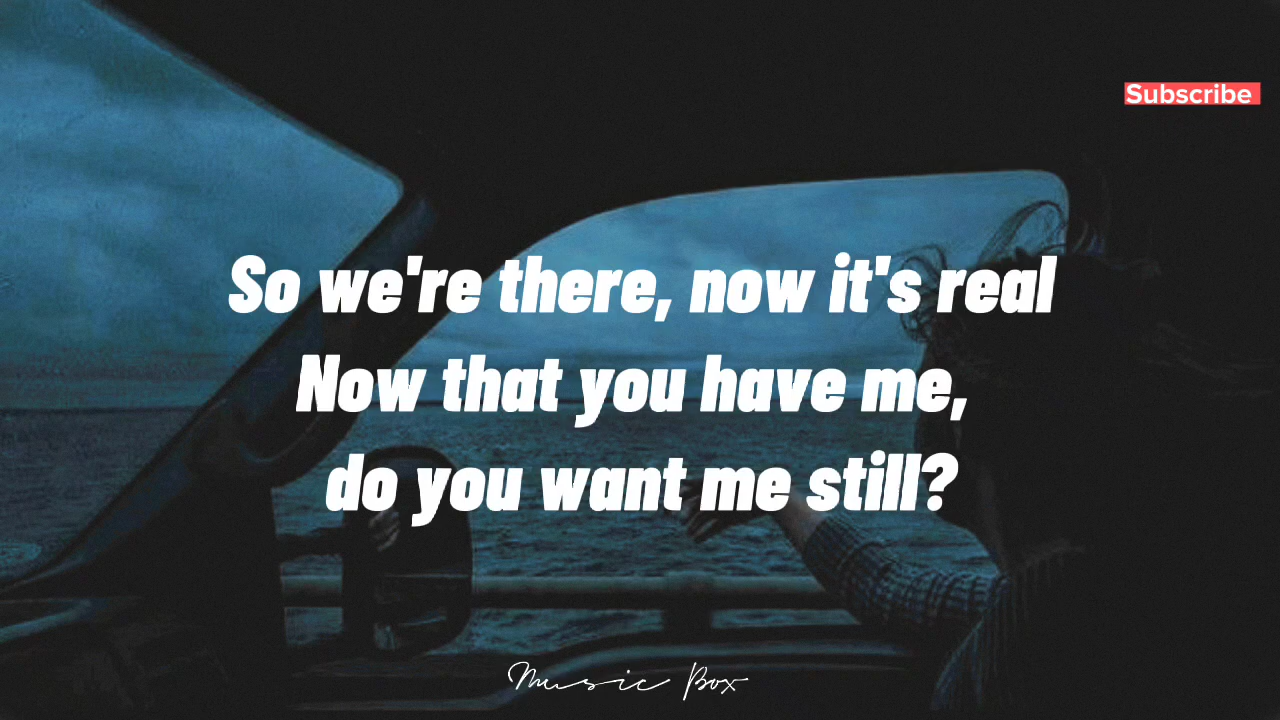 Subscribe
So we're there, now it's real
Now that you have me,
do you want me still?
Music Box